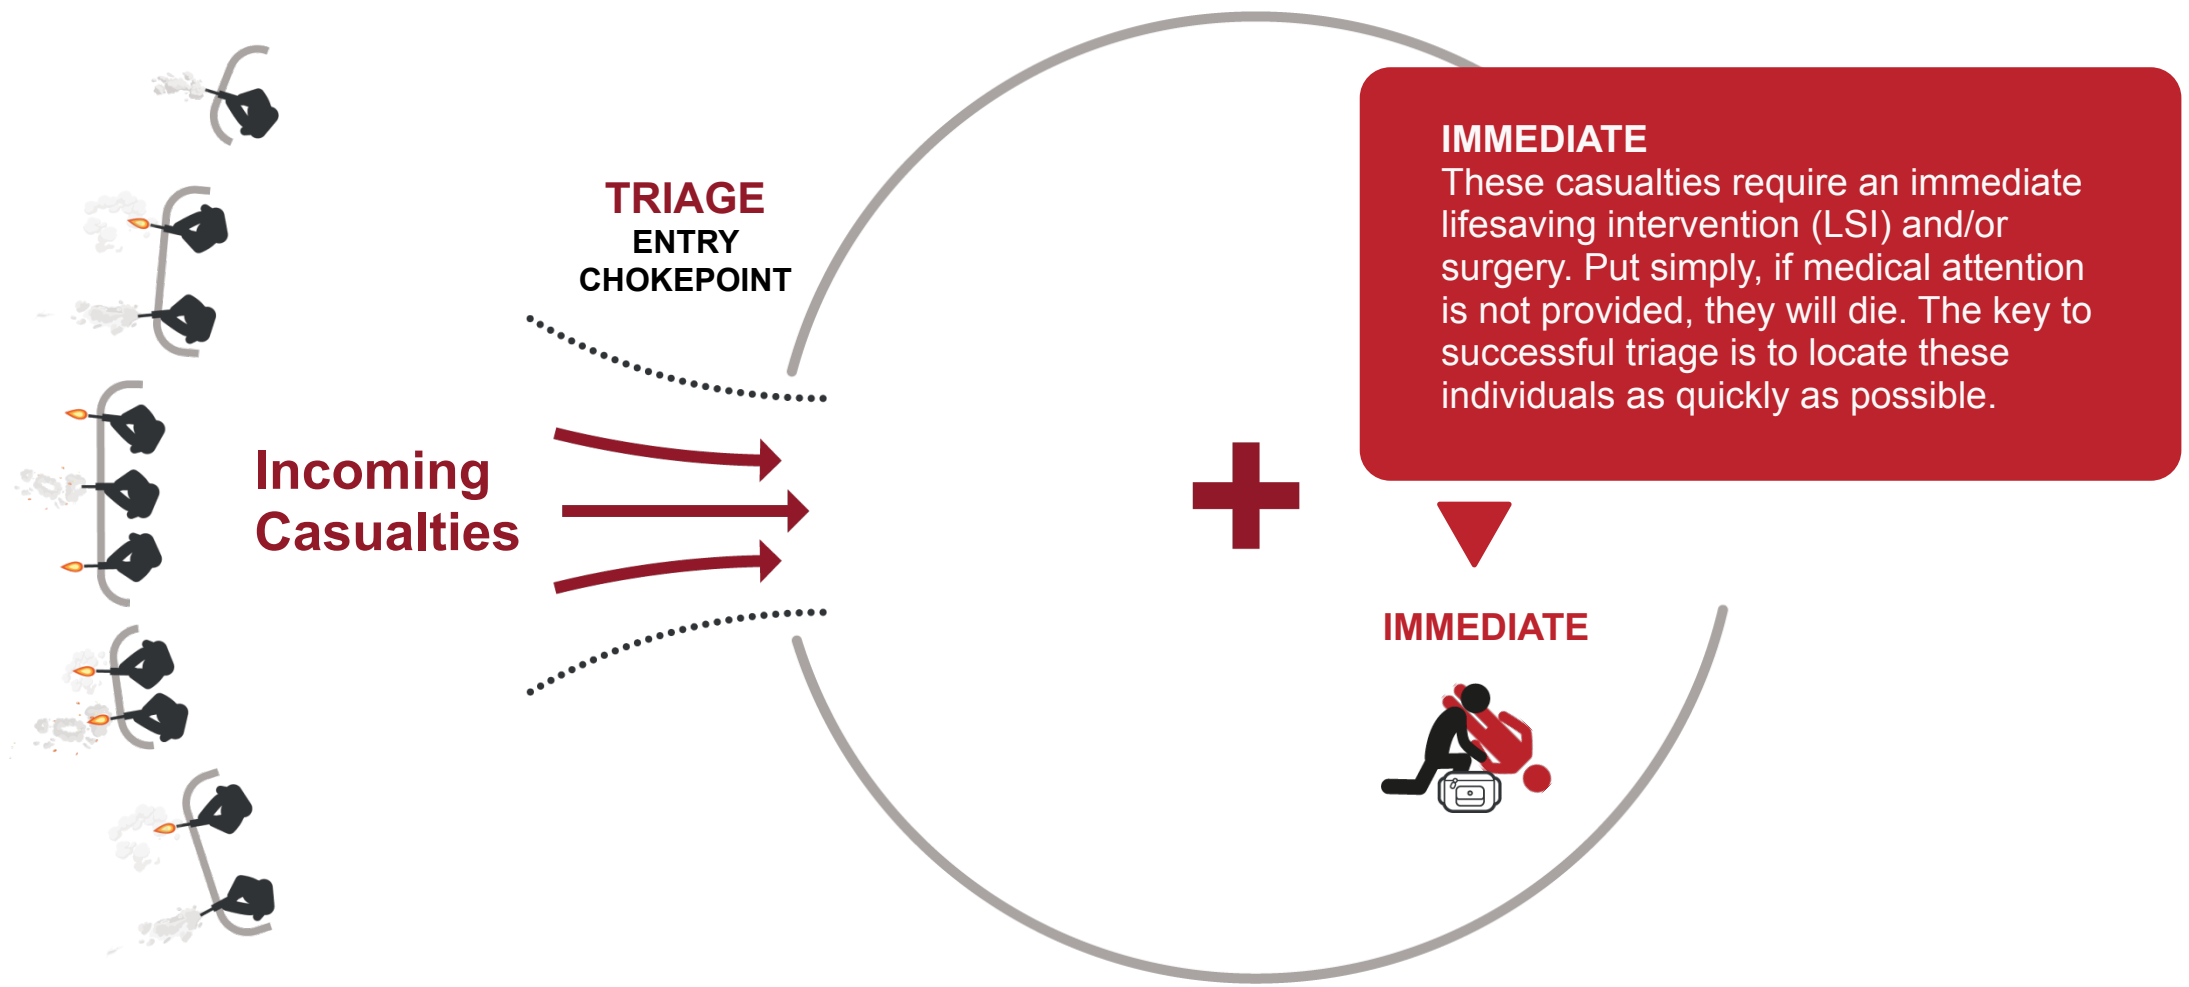 TRIAGE
ENTRY
CHOKEPOINT
Incoming
Casualties
IMMEDIATE
These casualties require an immediate
lifesaving intervention (LSI) and/or
surgery. Put simply, if medical attention
is not provided, they will die. The key to
successful triage is to locate these
individuals as quickly as possible.
IMMEDIATE